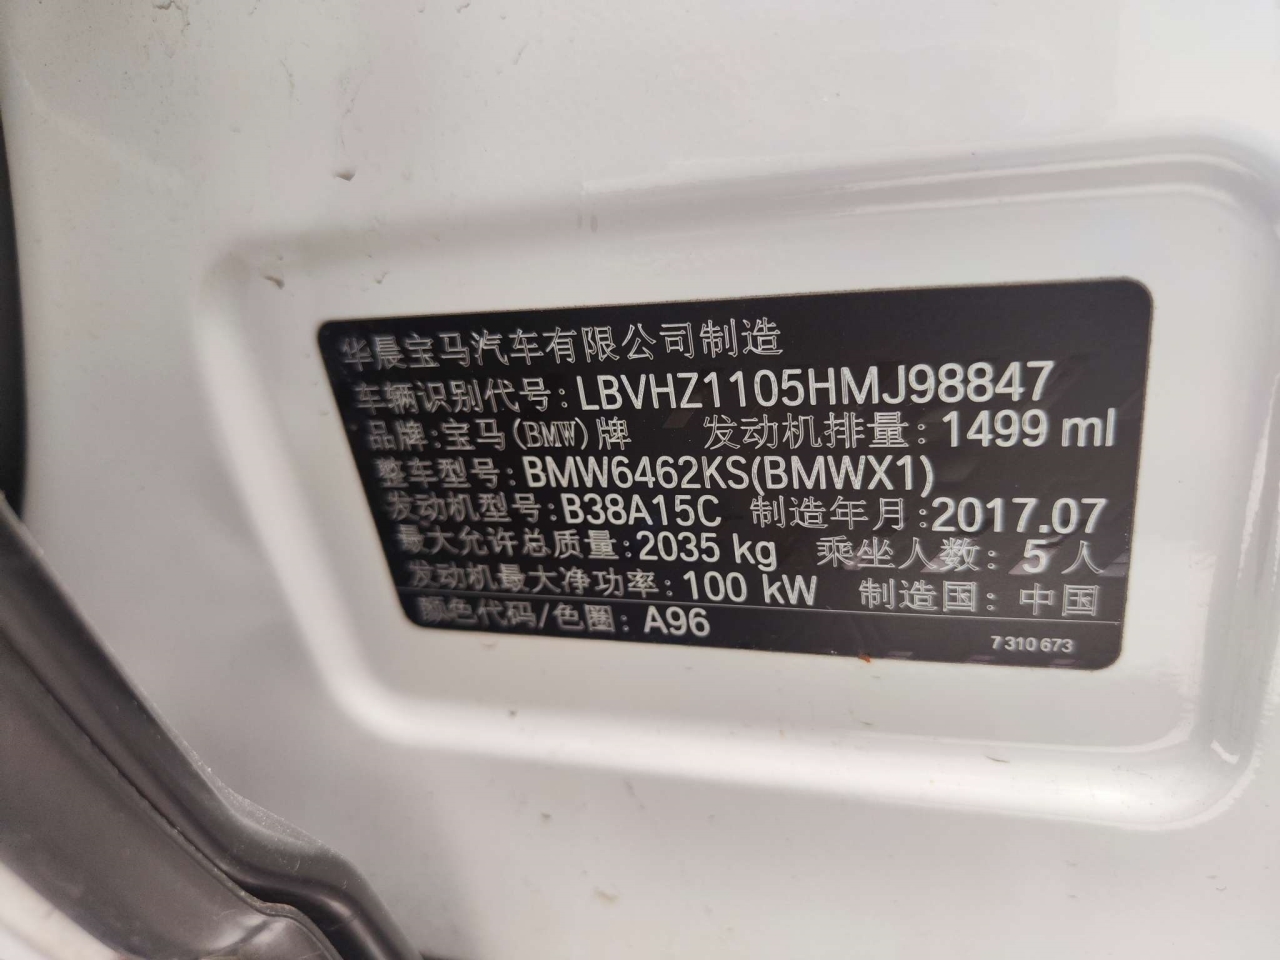 华晨宝马汽车有限公司制造
车辆识别代号:LBVHZ1105HMJ98847
品牌:宝马(BMW)牌 发动机排量:1499 ml
整车型号:BMW6462KS(BMWX1)
发动机型号:B38A15C 制造年月:2017.07
最大允许总质量:2035 kg 乘坐人数:5人
发动机最大净功率:100 kW 制造国:中国
颜色代码/色圈:A96
7 310 673